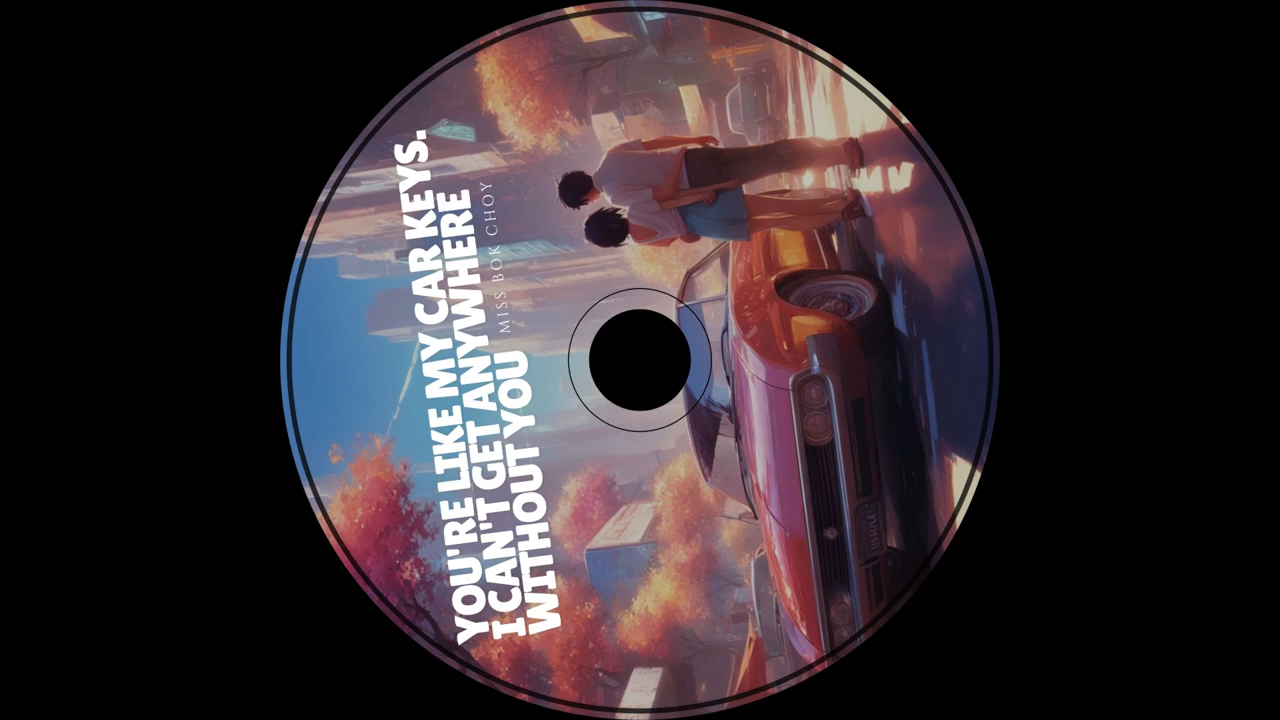 YOU'RE LIKE MY CAR KEYS.
I CAN'T GET ANYWHERE
WITHOUT YOU
MISS BOK CHOY